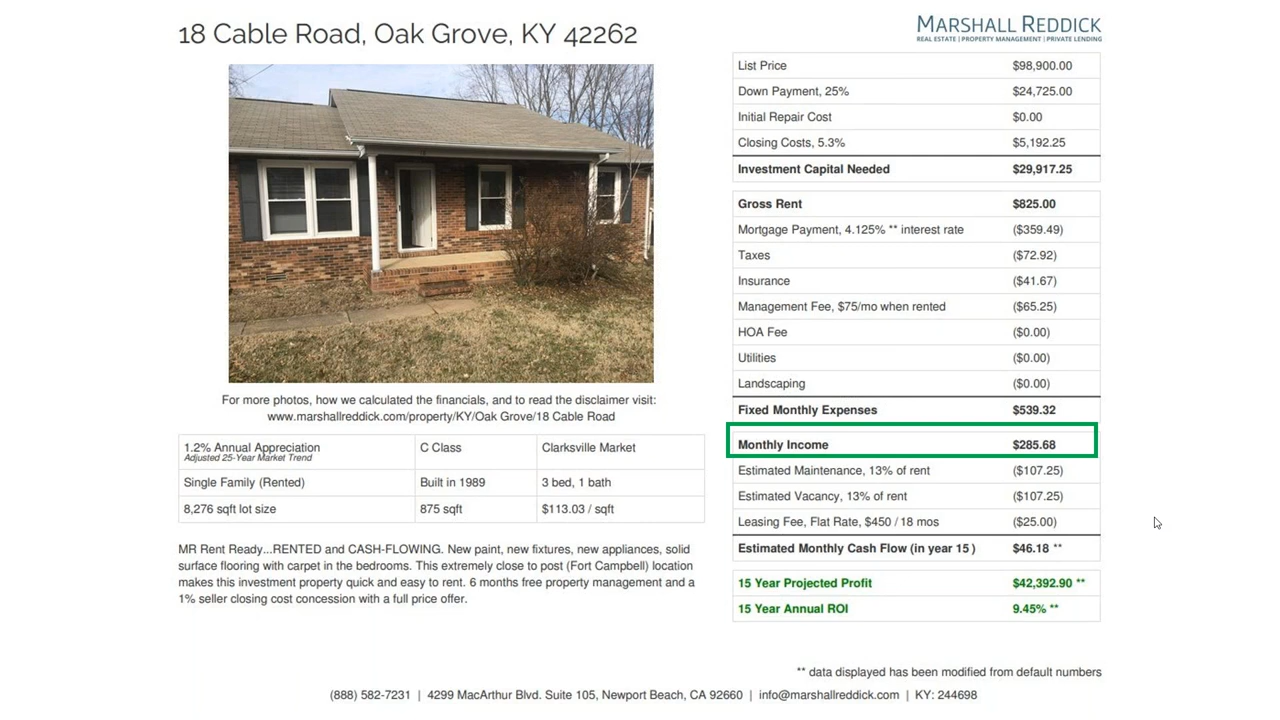 18 Cable Road, Oak Grove, KY 42262
MARSHALL REDDICK
REAL ESTATE | PROPERTY MANAGEMENT | PRIVATE LENDING
For more photos, how we calculated the financials, and to read the disclaimer visit:
www.marshallreddick.com/property/KY/Oak Grove/18 Cable Road
1.2% Annual Appreciation C Class Clarksville Market
Adjusted 25-Year Market Trend
Single Family (Rented) Built in 1989 3 bed, 1 bath
8,276 sqft lot size 875 sqft $113.03 / sqft
MR Rent Ready...RENTED and CASH-FLOWING. New paint, new fixtures, new appliances, solid
surface flooring with carpet in the bedrooms. This extremely close to post (Fort Campbell) location
makes this investment property quick and easy to rent. 6 months free property management and a
1% seller closing cost concession with a full price offer.
List Price $98,900.00
Down Payment, 25% $24,725.00
Initial Repair Cost $0.00
Closing Costs, 5.3% $5,192.25
Investment Capital Needed $29,917.25
Gross Rent $825.00
Mortgage Payment, 4.125% ** interest rate ($359.49)
Taxes ($72.92)
Insurance ($41.67)
Management Fee, $75/mo when rented ($65.25)
HOA Fee ($0.00)
Utilities ($0.00)
Landscaping ($0.00)
Fixed Monthly Expenses $539.32
Monthly Income $285.68
Estimated Maintenance, 13% of rent ($107.25)
Estimated Vacancy, 13% of rent ($107.25)
Leasing Fee, Flat Rate, $450 / 18 mos ($25.00)
Estimated Monthly Cash Flow (in year 15 ) $46.18 **
15 Year Projected Profit $42,392.90 **
15 Year Annual ROI 9.45% **
** data displayed has been modified from default numbers
(888) 582-7231 | 4299 MacArthur Blvd. Suite 105, Newport Beach, CA 92660 | info@marshallreddick.com | KY: 244698